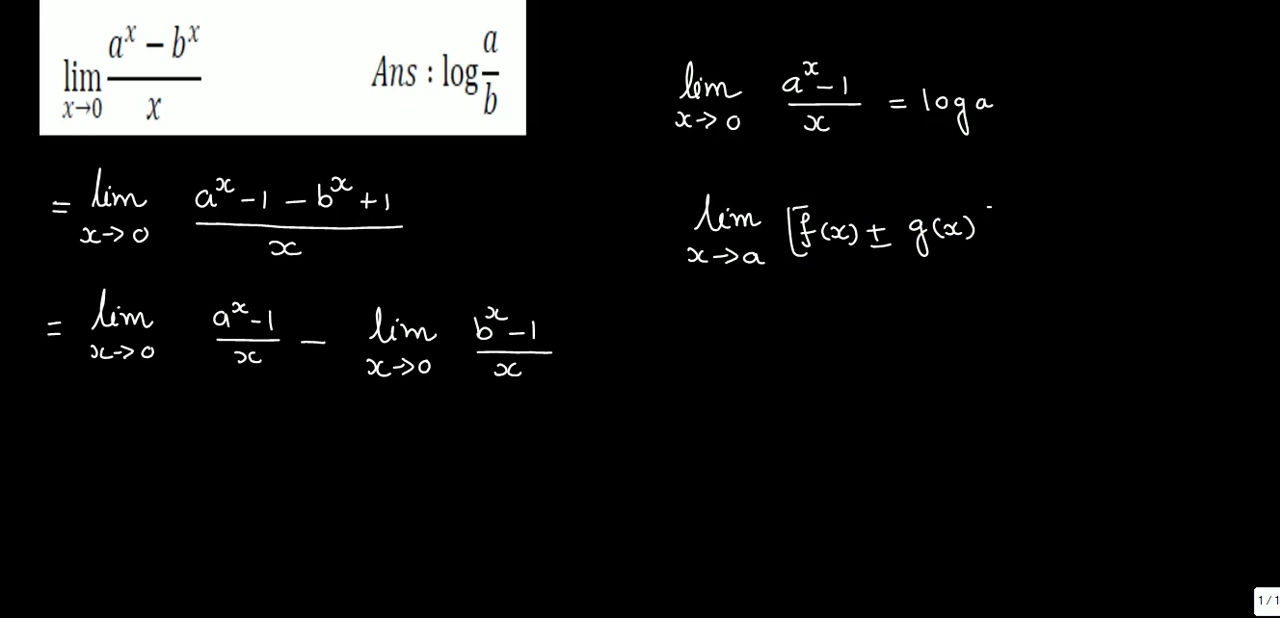 lim x→0 (a^x − b^x)/x    Ans : log a/b
= lim x→0 (a^x −1 − b^x +1)/x
= lim x→0 (a^x −1)/x − lim x→0 (b^x −1)/x
lim x→0 (a^x −1)/x = log a
lim x→a [f(x) ± g(x)
1 / 1